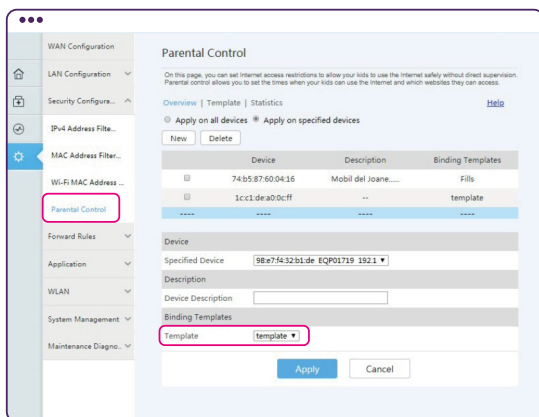 WAN Configuration
LAN Configuration
Security Configura...
IPv4 Address Filte...
MAC Address Filter...
Wi-Fi MAC Address ...
Parental Control
Forward Rules
Application
WLAN
System Management
Maintenance Diagno..
Parental Control
On this page, you can set Internet access restrictions to allow your kids to use the Internet safely without direct supervision.
Parental control allows you to set the times when your kids can use the Internet and which websites they can access.
Overview | Template | Statistics Help
Apply on all devices Apply on specified devices
New Delete
Device Description Binding Templates
74:b5:87:60:04:16 Mobil del Joane..... Fills
1c:c1:de:a0:0c:ff -- template
---- ---- ----
Device
Specified Device 98:e7:f4:32:b1:de EQP01719 192.1
Description
Device Description
Binding Templates
Template template
Apply Cancel